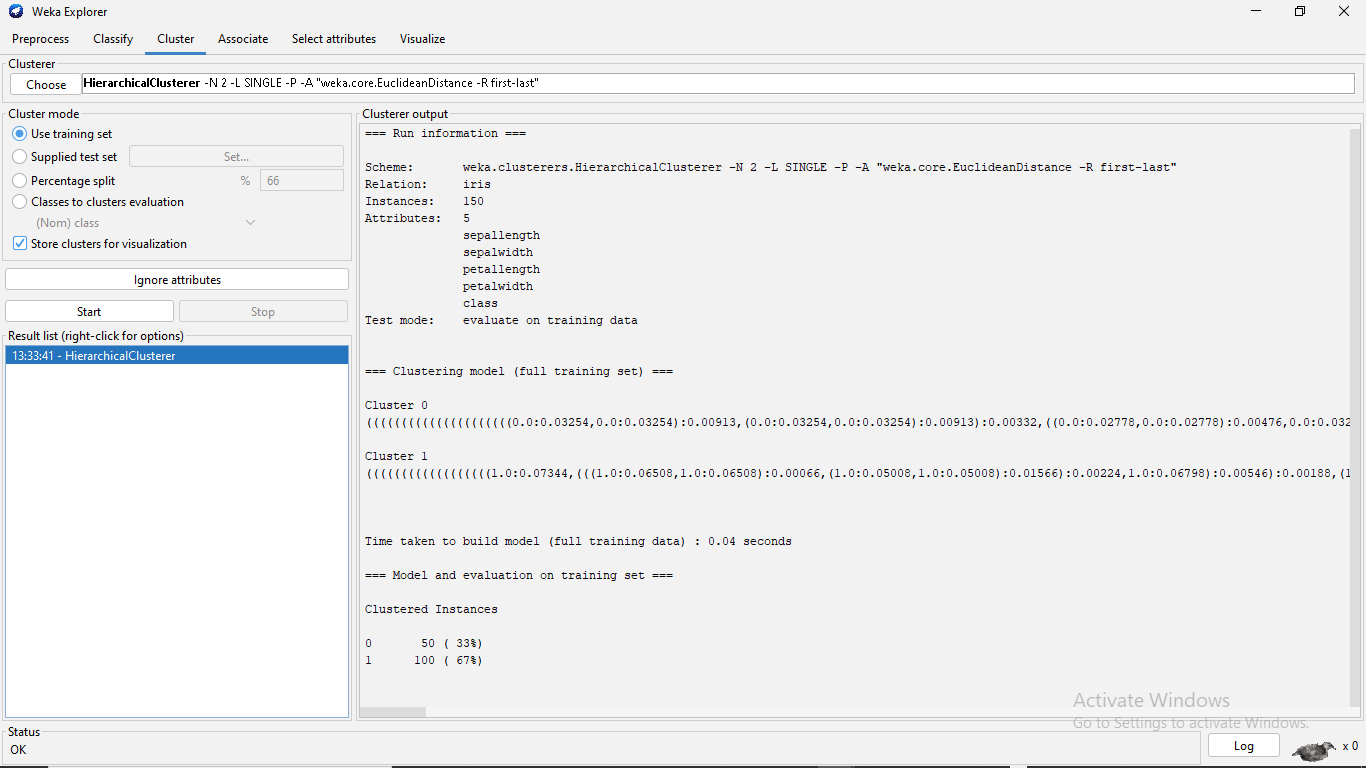 Weka Explorer
Preprocess Classify Cluster Associate Select attributes Visualize
Clusterer
Choose HierarchicalClusterer -N 2 -L SINGLE -P -A "weka.core.EuclideanDistance -R first-last"
Cluster mode
Use training set
Supplied test set Set...
Percentage split % 66
Classes to clusters evaluation
(Nom) class
Store clusters for visualization
Ignore attributes
Start Stop
Result list (right-click for options)
13:33:41 - HierarchicalClusterer
Clusterer output
=== Run information ===
Scheme: weka.clusterers.HierarchicalClusterer -N 2 -L SINGLE -P -A "weka.core.EuclideanDistance -R first-last"
Relation: iris
Instances: 150
Attributes: 5
sepallength
sepalwidth
petallength
petalwidth
class
Test mode: evaluate on training data
=== Clustering model (full training set) ===
Cluster 0
(((((((((((((((((((((0.0:0.03254,0.0:0.03254):0.00913,(0.0:0.03254,0.0:0.03254):0.00913):0.00332,((0.0:0.02778,0.0:0.02778):0.00476,0.0:0.032
Cluster 1
((((((((((((((((((1.0:0.07344,(((1.0:0.06508,1.0:0.06508):0.00066,(1.0:0.05008,1.0:0.05008):0.01566):0.00224,1.0:0.06798):0.00546):0.00188,(1
Time taken to build model (full training data) : 0.04 seconds
=== Model and evaluation on training set ===
Clustered Instances
0 50 ( 33%)
1 100 ( 67%)
Activate Windows
Go to Settings to activate Windows.
Status
OK
Log
x 0